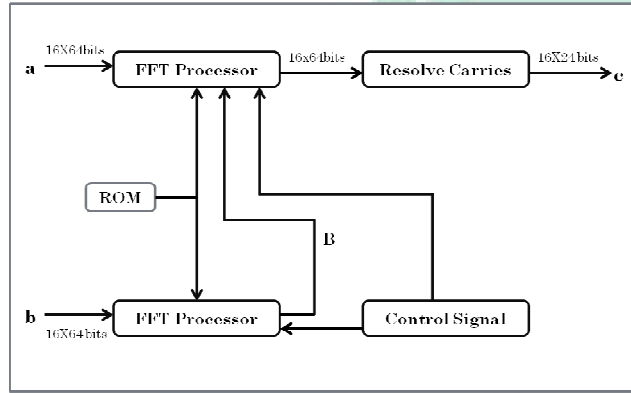 16X64bits
a
FFT Processor
16x64bits
Resolve Carries
16X24bits
c
ROM
B
b
16X64bits
FFT Processor
Control Signal